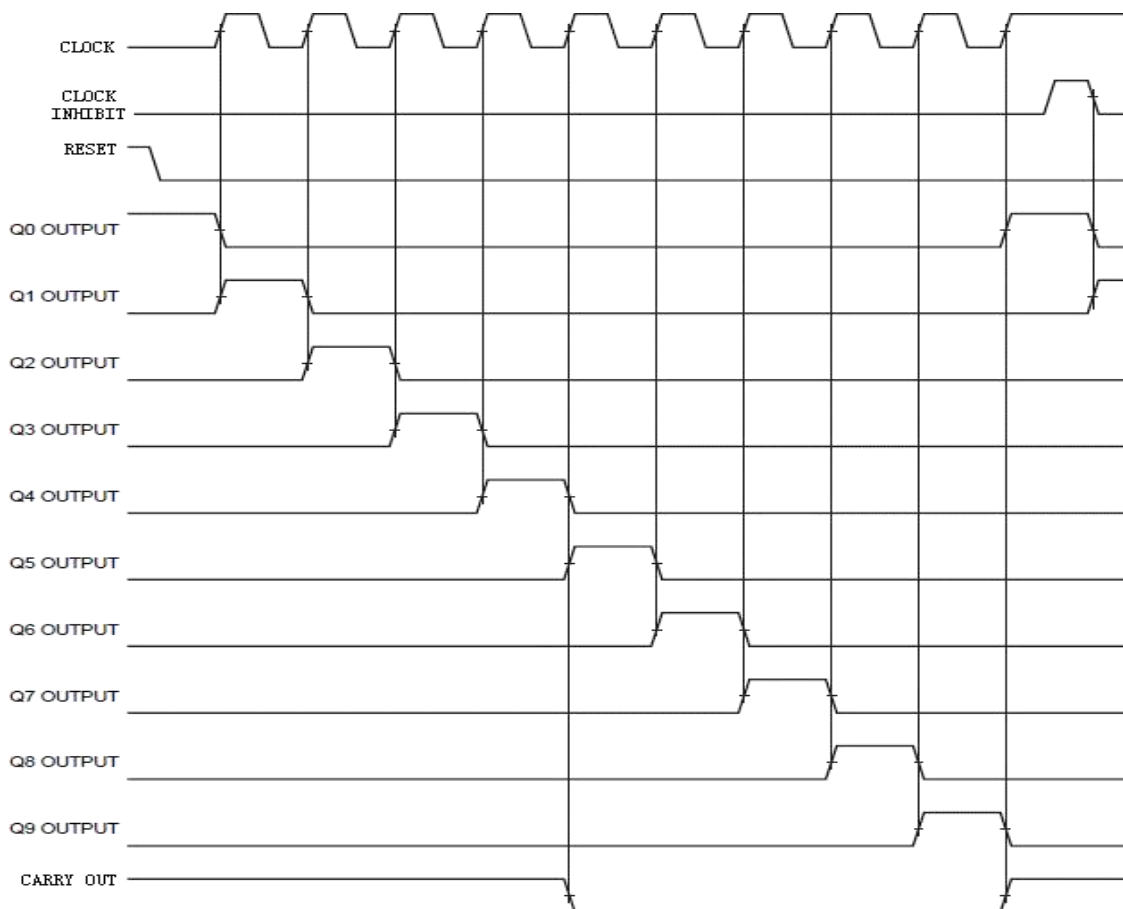 CLOCK
CLOCK
INHIBIT
RESET
Q0 OUTPUT
Q1 OUTPUT
Q2 OUTPUT
Q3 OUTPUT
Q4 OUTPUT
Q5 OUTPUT
Q6 OUTPUT
Q7 OUTPUT
Q8 OUTPUT
Q9 OUTPUT
CARRY OUT